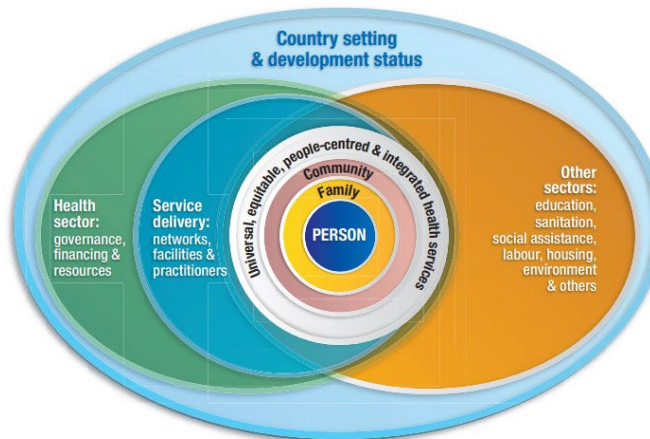 Country setting
& development status
Universal, equitable, people-centred & integrated health services
Community
Family
PERSON
Health
sector:
governance,
financing &
resources
Service
delivery:
networks,
facilities &
practitioners
Other
sectors:
education,
sanitation,
social assistance,
labour, housing,
environment
& others